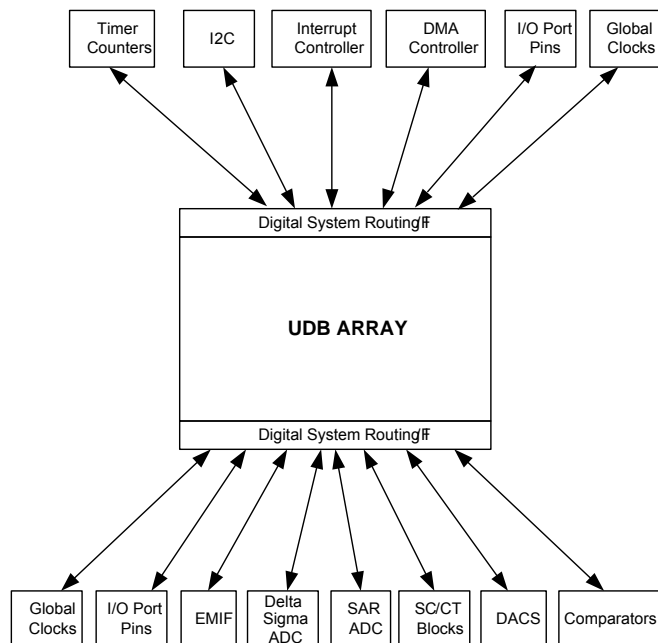 Timer
Counters
I2C
Interrupt
Controller
DMA
Controller
I/O Port
Pins
Global
Clocks
Digital System Routing I/F
UDB ARRAY
Digital System Routing I/F
Global
Clocks
I/O Port
Pins
EMIF
Delta
Sigma
ADC
SAR
ADC
SC/CT
Blocks
DACS
Comparators